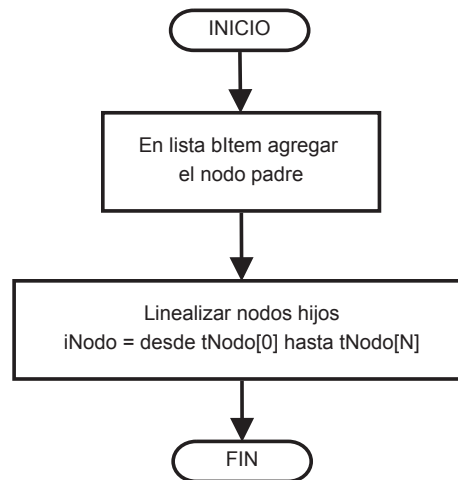 INICIO
En lista bItem agregar
el nodo padre
Linealizar nodos hijos
iNodo = desde tNodo[0] hasta tNodo[N]
FIN